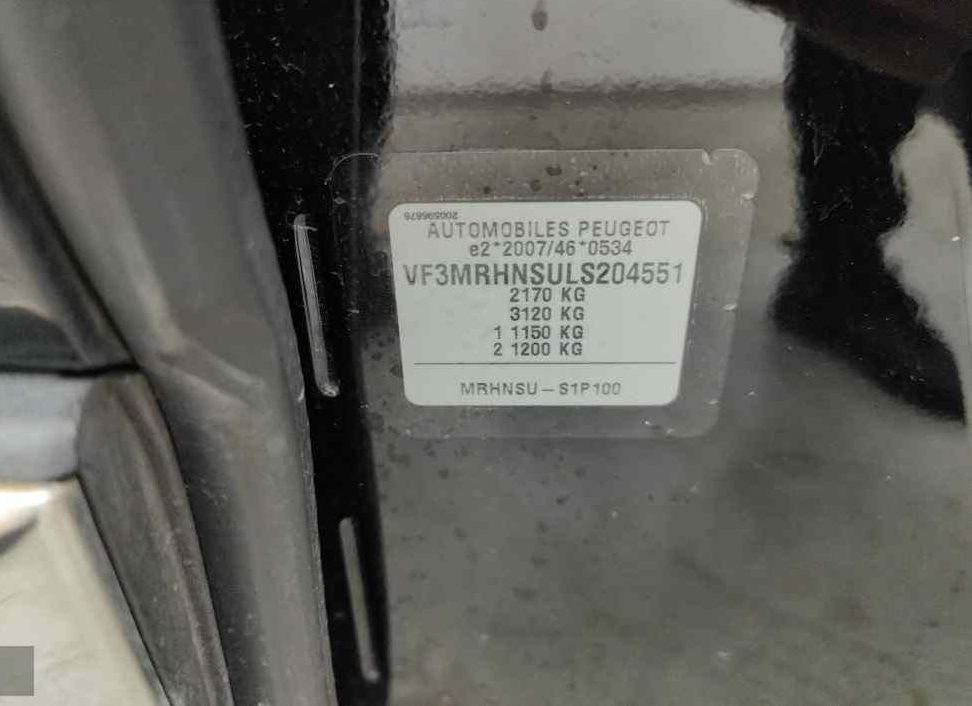 200596876
AUTOMOBILES PEUGEOT
e2*2007/46*0534
VF3MRHNSULS204551
2170 KG
3120 KG
1 1150 KG
2 1200 KG
MRHNSU–S1P100